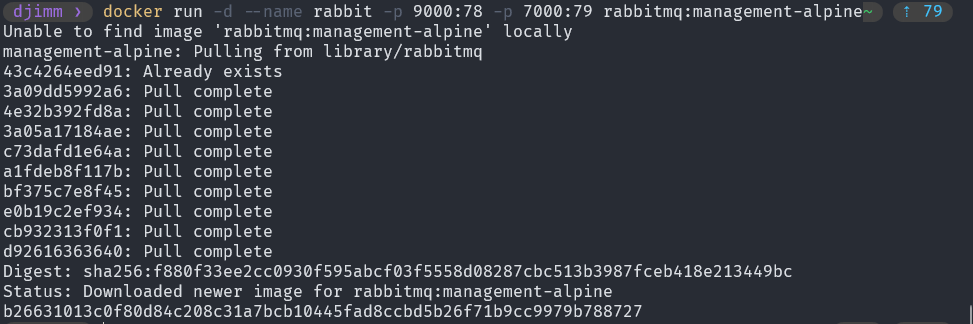 djimm ❯ docker run -d --name rabbit -p 9000:78 -p 7000:79 rabbitmq:management-alpine~ ⇡ 79
Unable to find image 'rabbitmq:management-alpine' locally
management-alpine: Pulling from library/rabbitmq
43c4264eed91: Already exists
3a09dd5992a6: Pull complete
4e32b392fd8a: Pull complete
3a05a17184ae: Pull complete
c73dafd1e64a: Pull complete
a1fdeb8f117b: Pull complete
bf375c7e8f45: Pull complete
e0b19c2ef934: Pull complete
cb932313f0f1: Pull complete
d92616363640: Pull complete
Digest: sha256:f880f33ee2cc0930f595abcf03f5558d08287cbc513b3987fceb418e213449bc
Status: Downloaded newer image for rabbitmq:management-alpine
b26631013c0f80d84c208c31a7bcb10445fad8ccbd5b26f71b9cc9979b788727